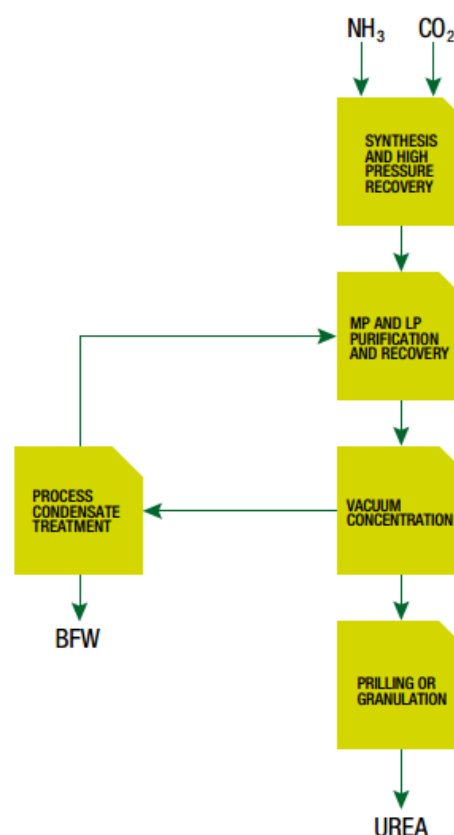 NH₃ CO₂
SYNTHESIS
AND HIGH
PRESSURE
RECOVERY
MP AND LP
PURIFICATION
AND RECOVERY
PROCESS
CONDENSATE
TREATMENT
VACUUM
CONCENTRATION
BFW
PRILLING OR
GRANULATION
UREA